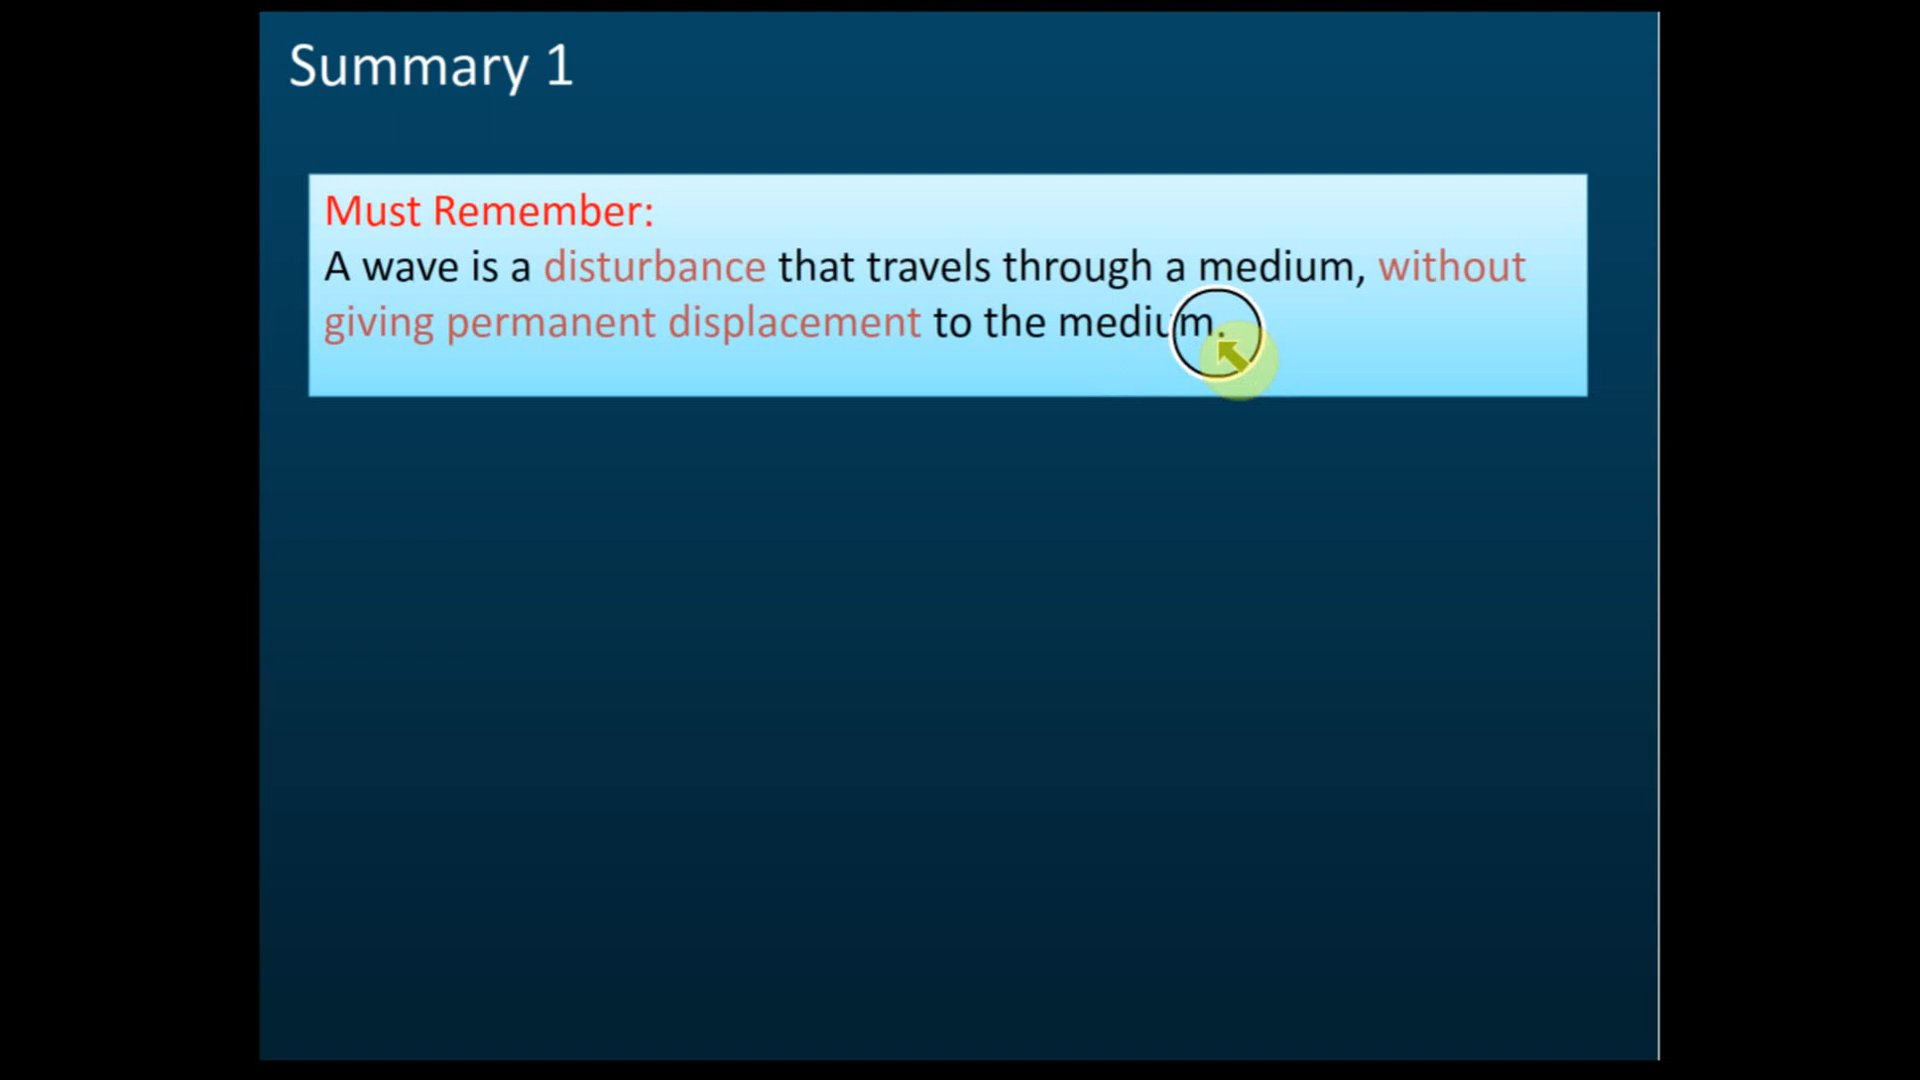 Summary 1
Must Remember:
A wave is a disturbance that travels through a medium, without
giving permanent displacement to the medium.